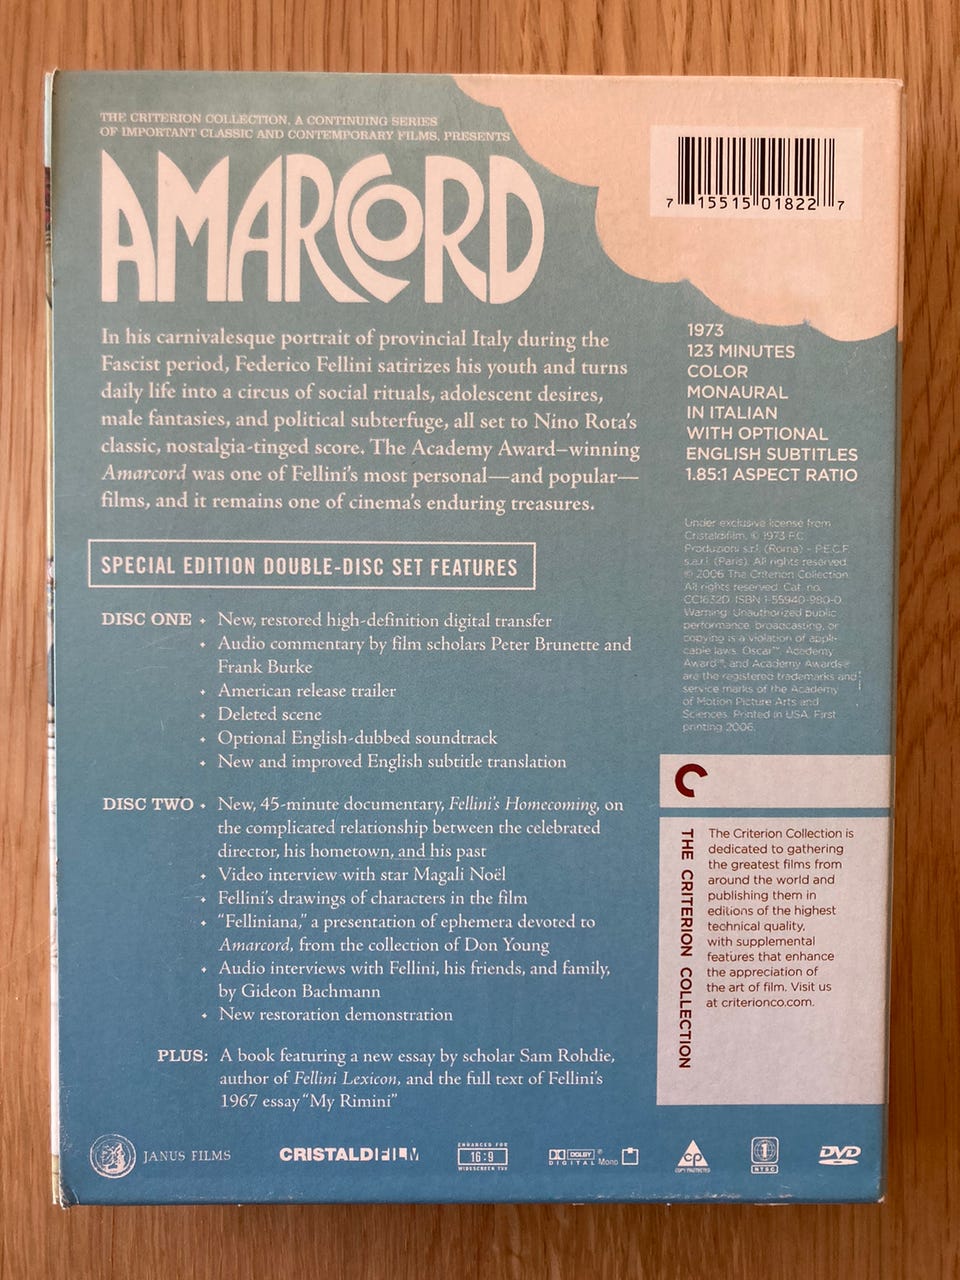 THE CRITERION COLLECTION, A CONTINUING SERIES
OF IMPORTANT CLASSIC AND CONTEMPORARY FILMS, PRESENTS
AMARCORD
In his carnivalesque portrait of provincial Italy during the
Fascist period, Federico Fellini satirizes his youth and turns
daily life into a circus of social rituals, adolescent desires,
male fantasies, and political subterfuge, all set to Nino Rota's
classic, nostalgia-tinged score. The Academy Award–winning
Amarcord was one of Fellini's most personal—and popular—
films, and it remains one of cinema's enduring treasures.
SPECIAL EDITION DOUBLE-DISC SET FEATURES
DISC ONE • New, restored high-definition digital transfer
• Audio commentary by film scholars Peter Brunette and
Frank Burke
• American release trailer
• Deleted scene
• Optional English-dubbed soundtrack
• New and improved English subtitle translation
DISC TWO • New, 45-minute documentary, Fellini's Homecoming, on
the complicated relationship between the celebrated
director, his hometown, and his past
• Video interview with star Magali Noël
• Fellini's drawings of characters in the film
• "Felliniana," a presentation of ephemera devoted to
Amarcord, from the collection of Don Young
• Audio interviews with Fellini, his friends, and family,
by Gideon Bachmann
• New restoration demonstration
PLUS: A book featuring a new essay by scholar Sam Rohdie,
author of Fellini Lexicon, and the full text of Fellini's
1967 essay "My Rimini"
7 15515 01822 7
1973
123 MINUTES
COLOR
MONAURAL
IN ITALIAN
WITH OPTIONAL
ENGLISH SUBTITLES
1.85:1 ASPECT RATIO
Under exclusive license from
Cristaldifilm. © 1973 F.C.
Produzioni s.r.l. (Roma) - P.E.C.F.
s.a.r.l. (Paris). All rights reserved.
© 2006 The Criterion Collection.
All rights reserved. Cat. no.
CC1632D. ISBN 1-55940-980-0.
Warning: Unauthorized public
performance, broadcasting, or
copying is a violation of appli-
cable laws. Oscar™, Academy
Award®, and Academy Awards®
are the registered trademarks and
service marks of the Academy
of Motion Picture Arts and
Sciences. Printed in USA. First
printing 2006.
THE CRITERION COLLECTION
The Criterion Collection is
dedicated to gathering
the greatest films from
around the world and
publishing them in
editions of the highest
technical quality,
with supplemental
features that enhance
the appreciation of
the art of film. Visit us
at criterionco.com.
JANUS FILMS
CRISTALDIFILM
ENHANCED FOR
16:9
WIDESCREEN TVS
DOLBY
DIGITAL Mono
CP
COPY PROTECTED
1
NTSC
DVD